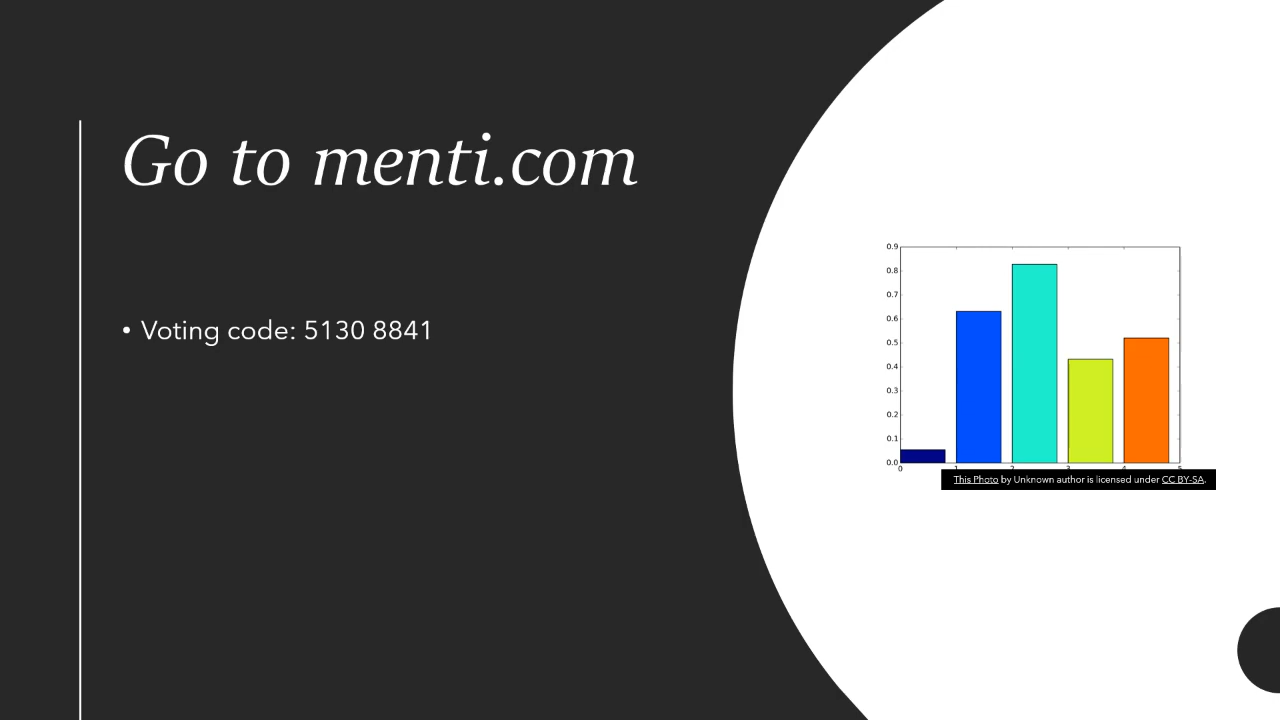 Go to menti.com
• Voting code: 5130 8841
0.9
0.8
0.7
0.6
0.5
0.4
0.3
0.2
0.1
0.0
0 1 2 3 4 5
This Photo by Unknown author is licensed under CC BY-SA.